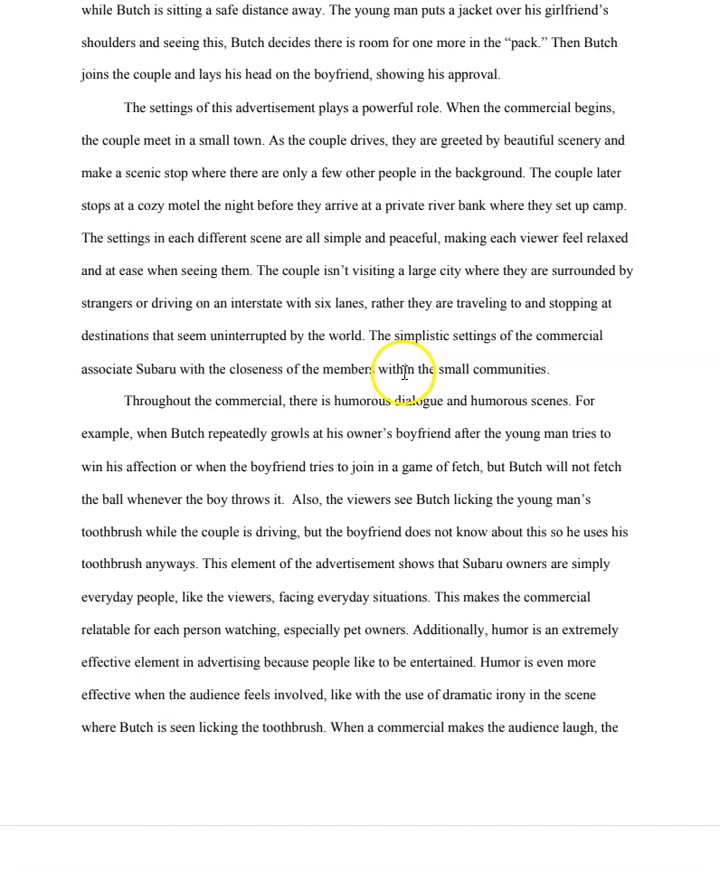 while Butch is sitting a safe distance away. The young man puts a jacket over his girlfriend’s
shoulders and seeing this, Butch decides there is room for one more in the “pack.” Then Butch
joins the couple and lays his head on the boyfriend, showing his approval.
The settings of this advertisement plays a powerful role. When the commercial begins,
the couple meet in a small town. As the couple drives, they are greeted by beautiful scenery and
make a scenic stop where there are only a few other people in the background. The couple later
stops at a cozy motel the night before they arrive at a private river bank where they set up camp.
The settings in each different scene are all simple and peaceful, making each viewer feel relaxed
and at ease when seeing them. The couple isn’t visiting a large city where they are surrounded by
strangers or driving on an interstate with six lanes, rather they are traveling to and stopping at
destinations that seem uninterrupted by the world. The simplistic settings of the commercial
associate Subaru with the closeness of the members within the small communities.
Throughout the commercial, there is humorous dialogue and humorous scenes. For
example, when Butch repeatedly growls at his owner’s boyfriend after the young man tries to
win his affection or when the boyfriend tries to join in a game of fetch, but Butch will not fetch
the ball whenever the boy throws it.  Also, the viewers see Butch licking the young man’s
toothbrush while the couple is driving, but the boyfriend does not know about this so he uses his
toothbrush anyways. This element of the advertisement shows that Subaru owners are simply
everyday people, like the viewers, facing everyday situations. This makes the commercial
relatable for each person watching, especially pet owners. Additionally, humor is an extremely
effective element in advertising because people like to be entertained. Humor is even more
effective when the audience feels involved, like with the use of dramatic irony in the scene
where Butch is seen licking the toothbrush. When a commercial makes the audience laugh, the